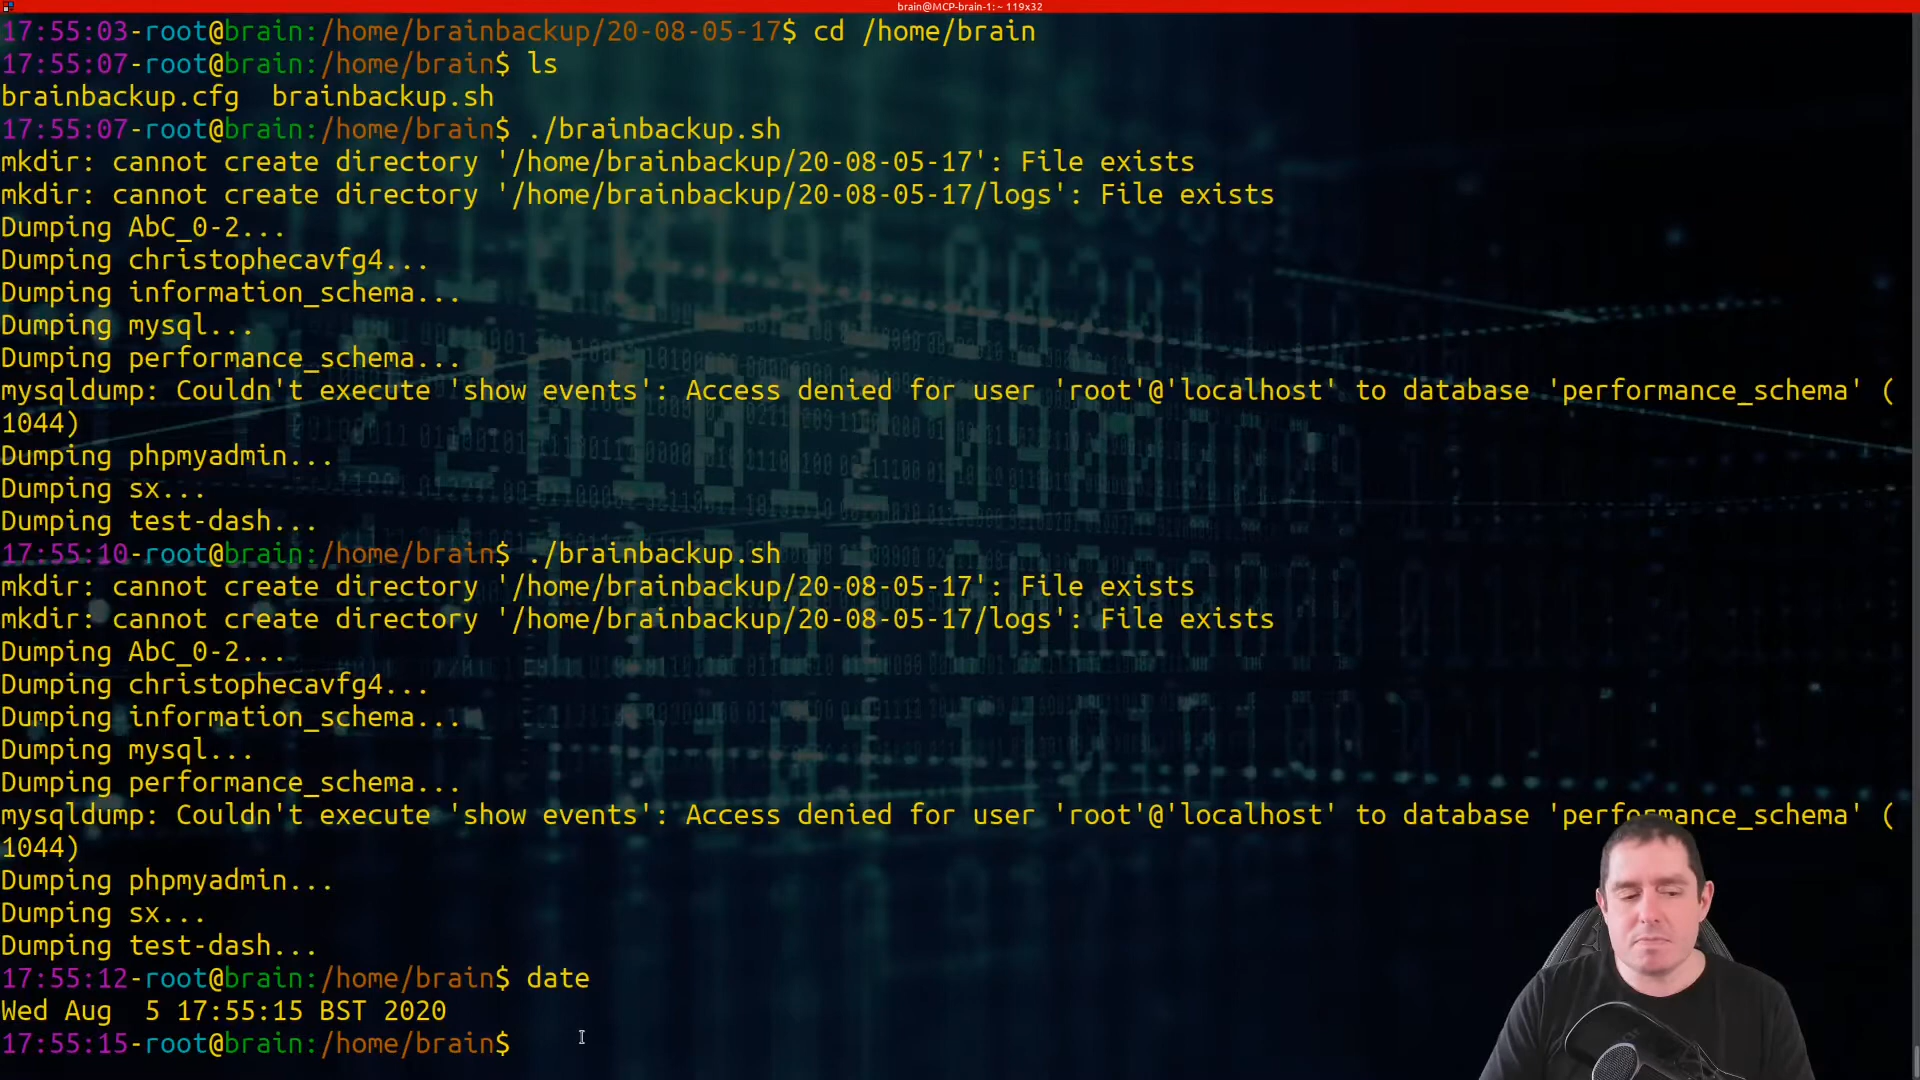 brain@MCP-brain-1: ~ 119x32
17:55:03-root@brain:/home/brainbackup/20-08-05-17$ cd /home/brain
17:55:07-root@brain:/home/brain$ ls
brainbackup.cfg  brainbackup.sh
17:55:07-root@brain:/home/brain$ ./brainbackup.sh
mkdir: cannot create directory '/home/brainbackup/20-08-05-17': File exists
mkdir: cannot create directory '/home/brainbackup/20-08-05-17/logs': File exists
Dumping AbC_0-2...
Dumping christophecavfg4...
Dumping information_schema...
Dumping mysql...
Dumping performance_schema...
mysqldump: Couldn't execute 'show events': Access denied for user 'root'@'localhost' to database 'performance_schema' (
1044)
Dumping phpmyadmin...
Dumping sx...
Dumping test-dash...
17:55:10-root@brain:/home/brain$ ./brainbackup.sh
mkdir: cannot create directory '/home/brainbackup/20-08-05-17': File exists
mkdir: cannot create directory '/home/brainbackup/20-08-05-17/logs': File exists
Dumping AbC_0-2...
Dumping christophecavfg4...
Dumping information_schema...
Dumping mysql...
Dumping performance_schema...
mysqldump: Couldn't execute 'show events': Access denied for user 'root'@'localhost' to database 'performance_schema' (
1044)
Dumping phpmyadmin...
Dumping sx...
Dumping test-dash...
17:55:12-root@brain:/home/brain$ date
Wed Aug  5 17:55:15 BST 2020
17:55:15-root@brain:/home/brain$